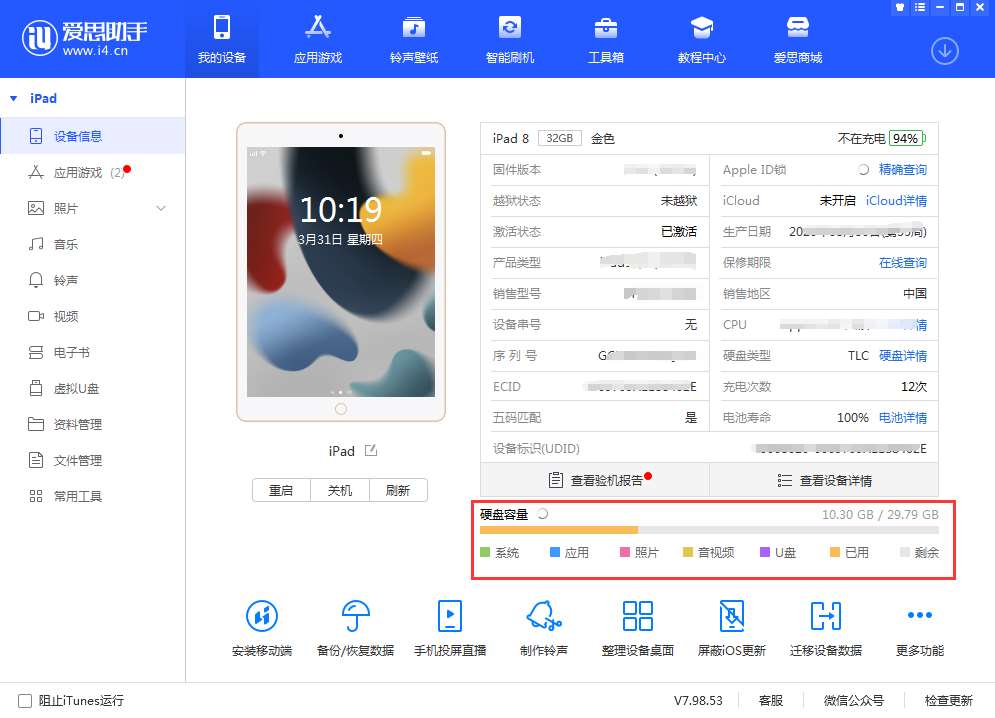 爱思助手
www.i4.cn
我的设备
应用游戏
铃声壁纸
智能刷机
工具箱
教程中心
爱思商城
iPad
设备信息
应用游戏 (2)
照片
音乐
铃声
视频
电子书
虚拟U盘
资料管理
文件管理
常用工具
10:19
3月31日 星期四
iPad
重启 关机 刷新
iPad 8 32GB 金色 不在充电 94%
固件版本
Apple ID锁 精确查询
越狱状态 未越狱
iCloud 未开启 iCloud详情
激活状态 已激活
生产日期
产品类型
保修期限 在线查询
销售型号
销售地区 中国
设备串号 无
CPU
序 列 号
硬盘类型 TLC 硬盘详情
ECID
充电次数 12次
五码匹配 是
电池寿命 100% 电池详情
设备标识(UDID)
查看验机报告 查看设备详情
硬盘容量 10.30 GB / 29.79 GB
系统 应用 照片 音视频 U盘 已用 剩余
安装移动端 备份/恢复数据 手机投屏直播 制作铃声 整理设备桌面 屏蔽iOS更新 迁移设备数据 更多功能
阻止iTunes运行 V7.98.53 客服 微信公众号 检查更新